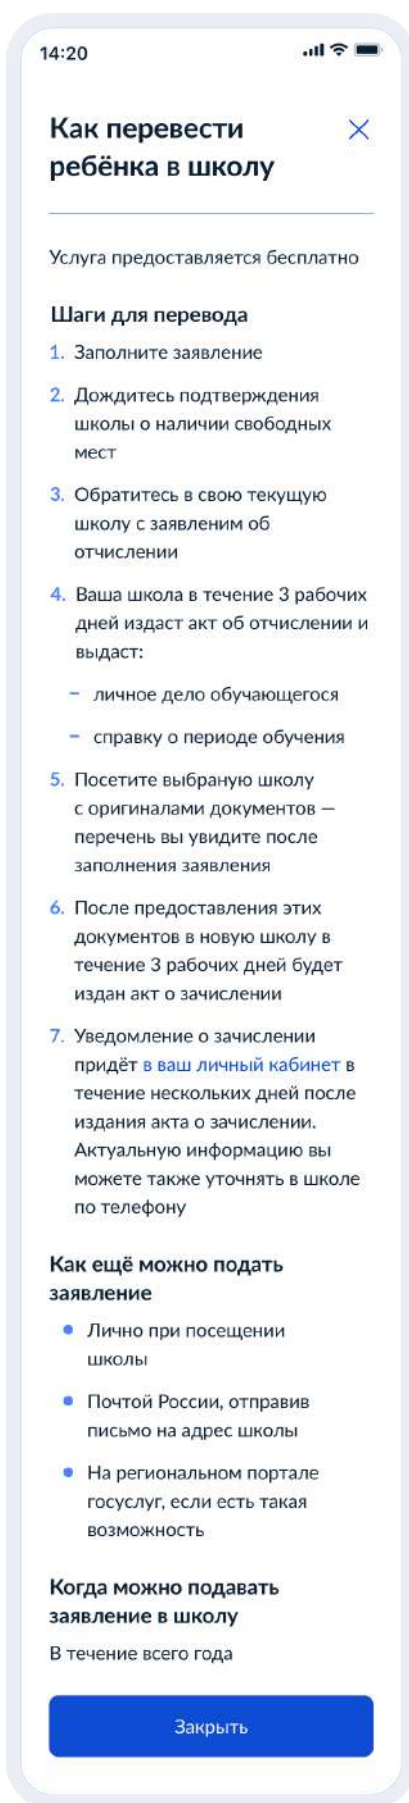 14:20
Как перевести
ребёнка в школу
Услуга предоставляется бесплатно
Шаги для перевода
1. Заполните заявление
2. Дождитесь подтверждения
школы о наличии свободных
мест
3. Обратитесь в свою текущую
школу с заявленим об
отчислении
4. Ваша школа в течение 3 рабочих
дней издаст акт об отчислении и
выдаст:
– личное дело обучающегося
– справку о периоде обучения
5. Посетите выбраную школу
с оригиналами документов —
перечень вы увидите после
заполнения заявления
6. После предоставления этих
документов в новую школу в
течение 3 рабочих дней будет
издан акт о зачислении
7. Уведомление о зачислении
придёт в ваш личный кабинет в
течение нескольких дней после
издания акта о зачислении.
Актуальную информацию вы
можете также уточнять в школе
по телефону
Как ещё можно подать
заявление
• Лично при посещении
школы
• Почтой России, отправив
письмо на адрес школы
• На региональном портале
госуслуг, если есть такая
возможность
Когда можно подавать
заявление в школу
В течение всего года
Закрыть